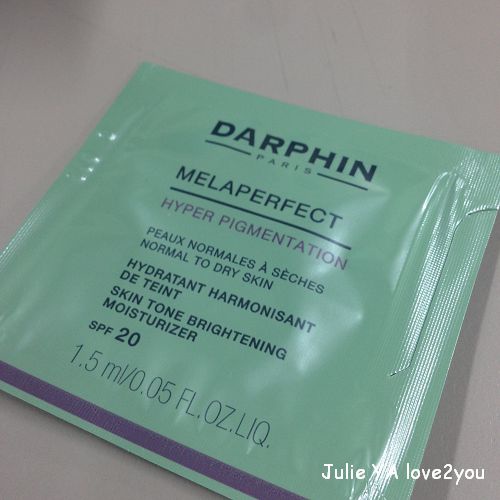 DARPHIN
PARIS
MELAPERFECT
HYPER PIGMENTATION
PEAUX NORMALES À SÈCHES
NORMAL TO DRY SKIN
HYDRATANT HARMONISANT
DE TEINT
SKIN TONE BRIGHTENING
MOISTURIZER
SPF 20
1.5 ml/0.05 FL.OZ.LIQ.
Julie Y A love2you